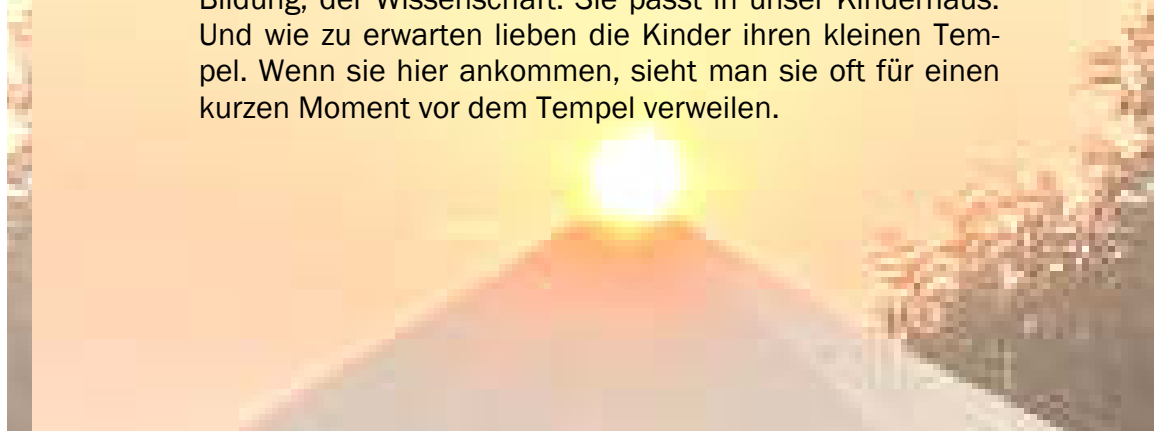 Bildung, der Wissenschaft. Sie passt in unser Kinderhaus.
Und wie zu erwarten lieben die Kinder ihren kleinen Tem-
pel. Wenn sie hier ankommen, sieht man sie oft für einen
kurzen Moment vor dem Tempel verweilen.